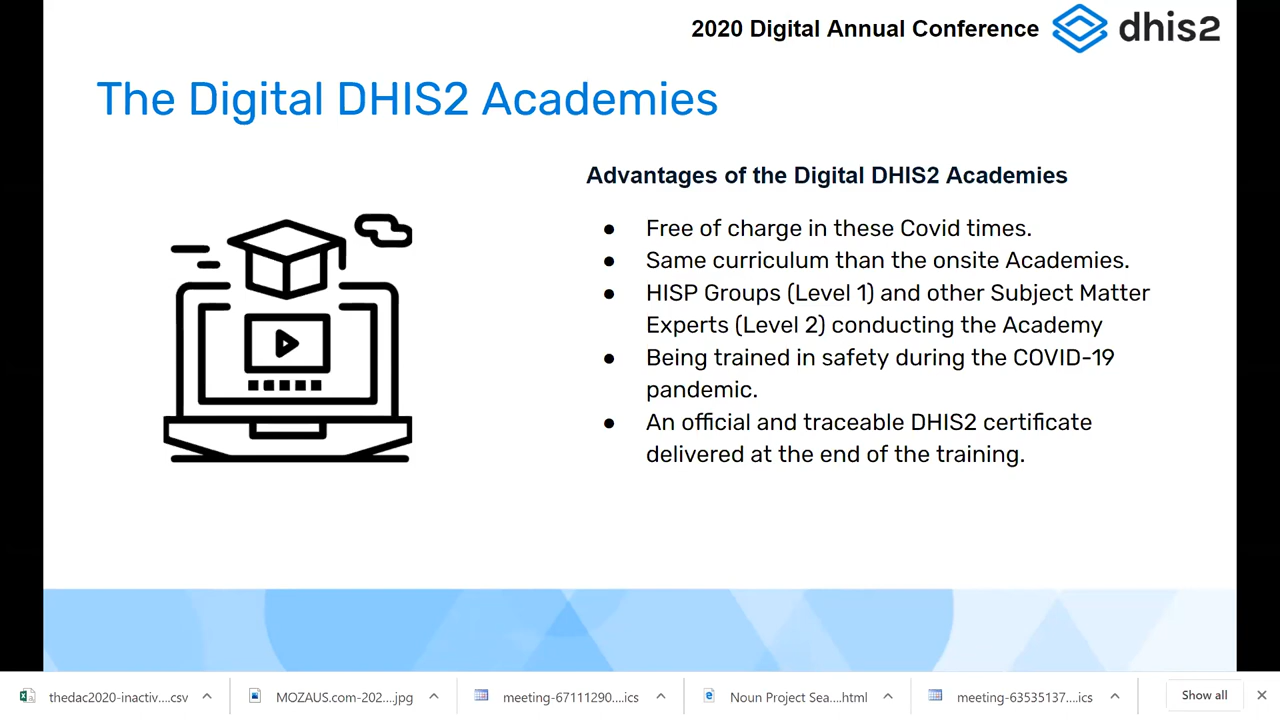 2020 Digital Annual Conference
dhis2
The Digital DHIS2 Academies
Advantages of the Digital DHIS2 Academies
● Free of charge in these Covid times.
● Same curriculum than the onsite Academies.
● HISP Groups (Level 1) and other Subject Matter
Experts (Level 2) conducting the Academy
● Being trained in safety during the COVID-19
pandemic.
● An official and traceable DHIS2 certificate
delivered at the end of the training.
thedac2020-inactiv....csv
MOZAUS.com-202....jpg
meeting-67111290....ics
Noun Project Sea....html
meeting-63535137....ics
Show all